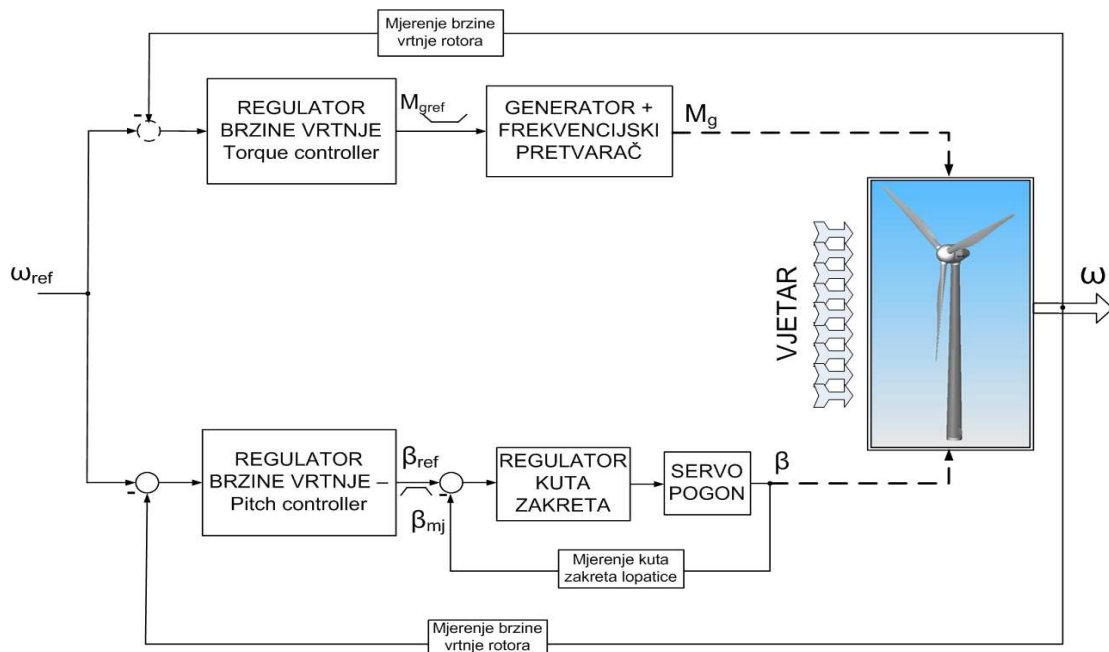 Mjerenje brzine
vrtnje rotora
REGULATOR
BRZINE VRTNJE
Torque controller
-
Mgref
GENERATOR +
FREKVENCIJSKI
PRETVARAČ
Mg
ωref
VJETAR
ω
REGULATOR
BRZINE VRTNJE –
Pitch controller
-
βref
βmj
-
REGULATOR
KUTA
ZAKRETA
SERVO
POGON
β
Mjerenje kuta
zakreta lopatice
Mjerenje brzine
vrtnje rotora